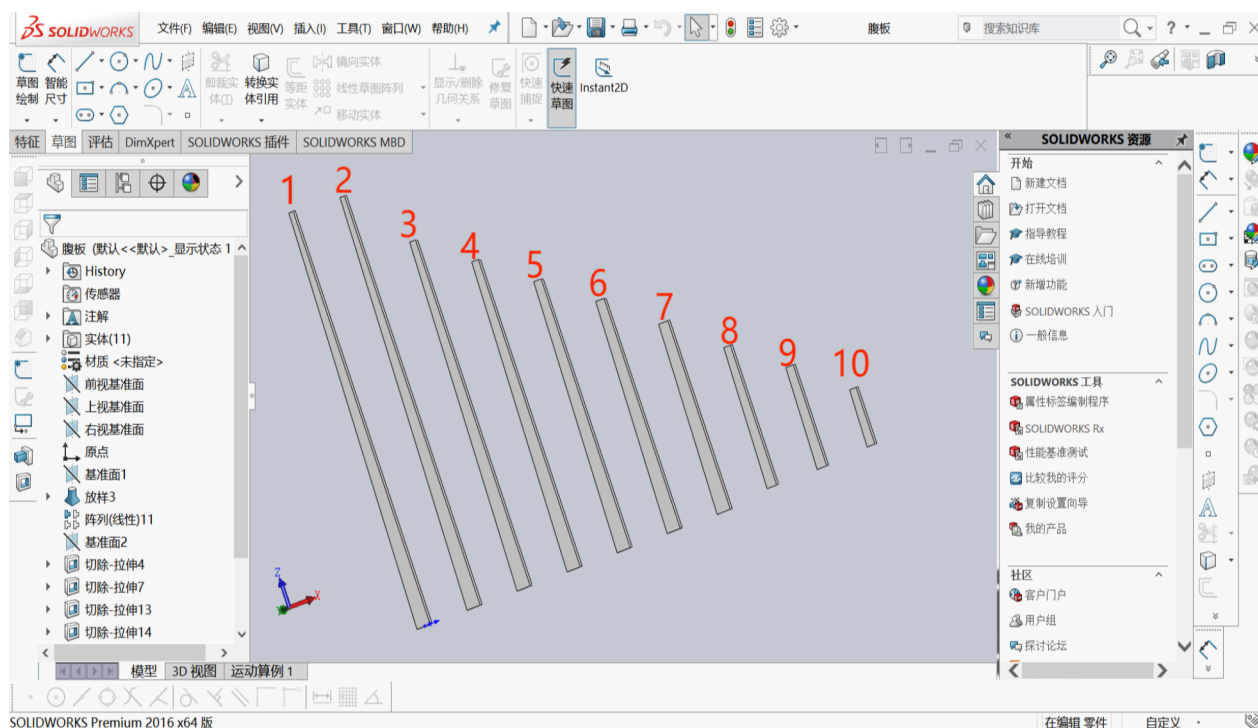 SOLIDWORKS 文件(F) 编辑(E) 视图(V) 插入(I) 工具(T) 窗口(W) 帮助(H) 腹板 搜索知识库
草图绘制 智能尺寸 剪裁实体(I) 转换实体引用 等距实体 镜向实体 显示/删除几何关系 修复草图 快速捕捉 快速草图 Instant2D
线性草图阵列
移动实体
特征 草图 评估 DimXpert SOLIDWORKS 插件 SOLIDWORKS MBD
腹板 (默认<<默认>_显示状态 1
History
传感器
注解
实体(11)
材质 <未指定>
前视基准面
上视基准面
右视基准面
原点
基准面1
放样3
阵列(线性)11
基准面2
切除-拉伸4
切除-拉伸7
切除-拉伸13
切除-拉伸14
1
2
3
4
5
6
7
8
9
10
Z
X
SOLIDWORKS 资源
开始
新建文档
打开文档
指导教程
在线培训
新增功能
SOLIDWORKS 入门
一般信息
SOLIDWORKS 工具
属性标签编制程序
SOLIDWORKS Rx
性能基准测试
比较我的评分
复制设置向导
我的产品
社区
客户门户
用户组
探讨论坛
模型 3D 视图 运动算例 1
SOLIDWORKS Premium 2016 x64 版 在编辑 零件 自定义